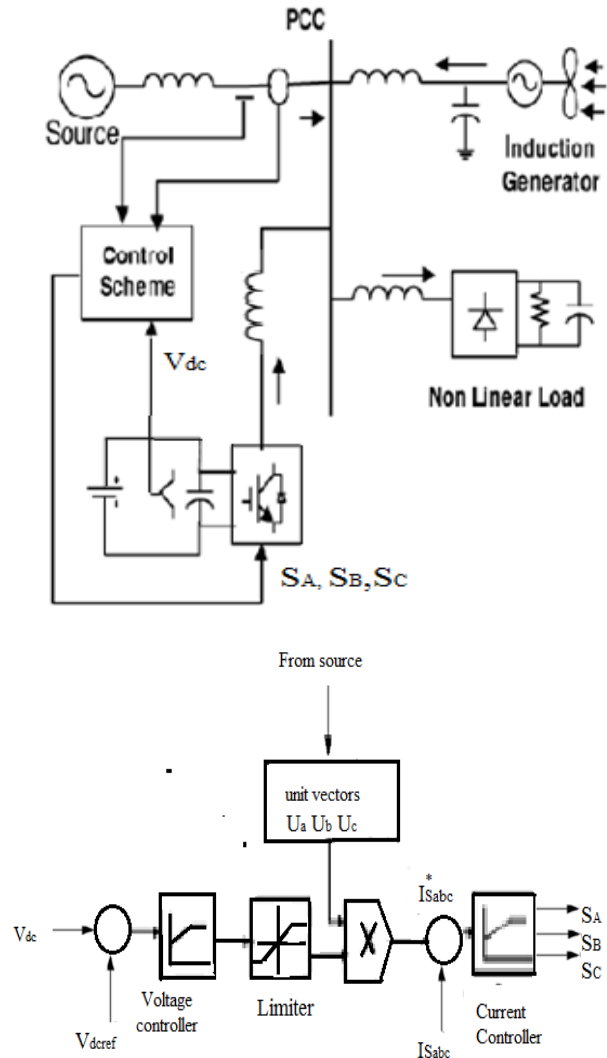 PCC
Source
Induction
Generator
Control
Scheme
Vdc
Non Linear Load
SA, SB,SC
From source
unit vectors
Ua Ub Uc
I*Sabc
SA
SB
SC
Vdc
Voltage
controller
Limiter
Current
Controller
Vdcref
ISabc